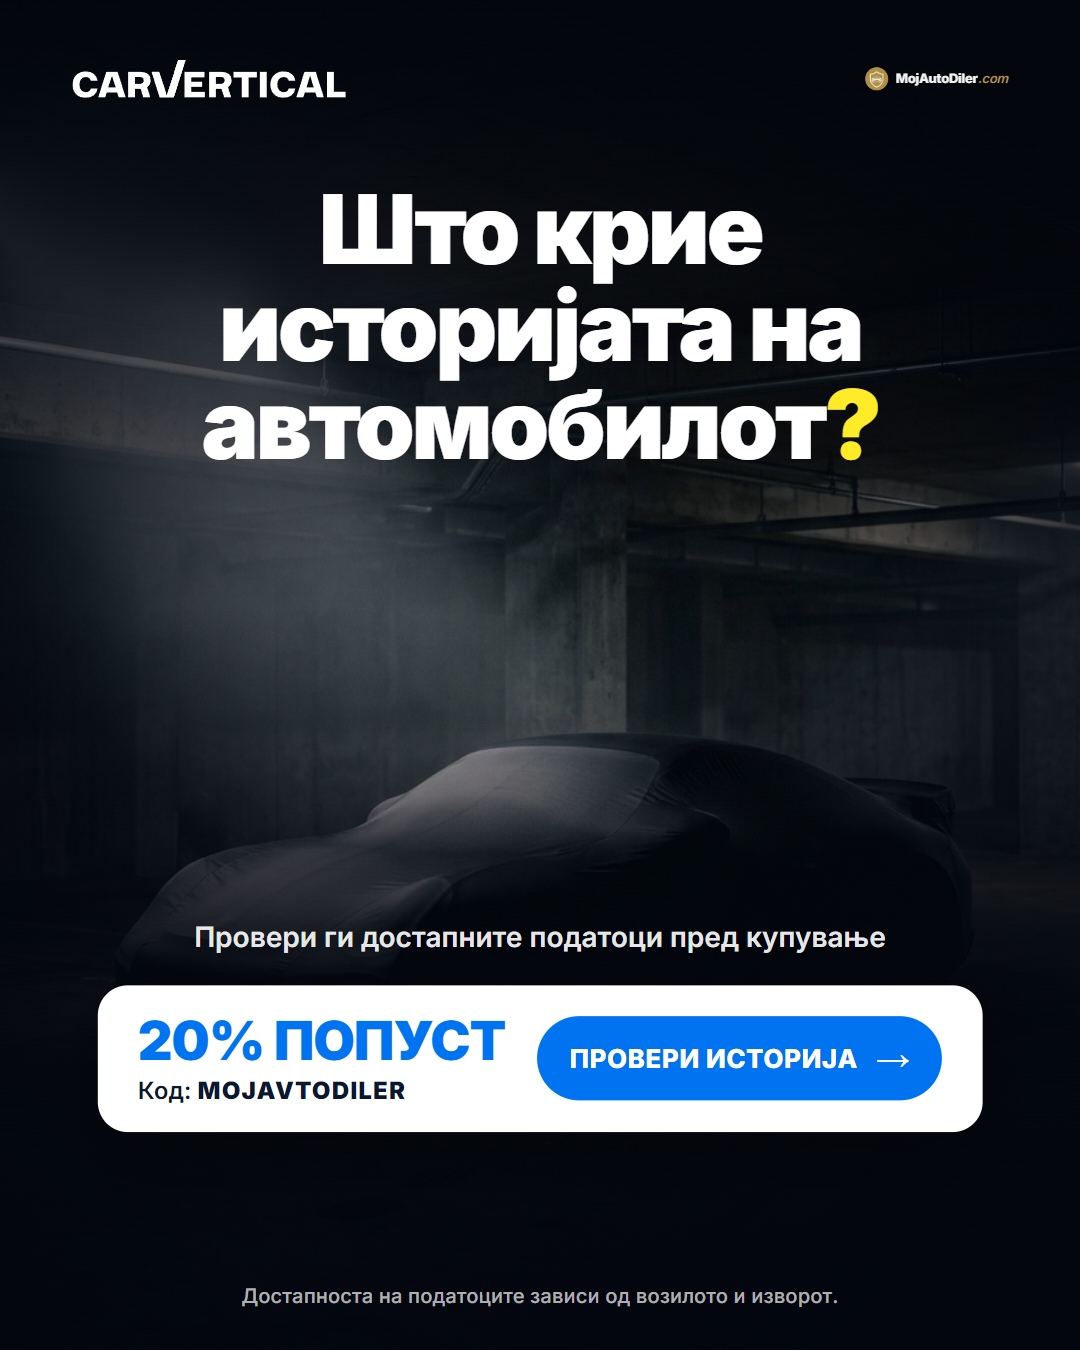 CARVERTICAL
MojAutoDiler.com
Што крие
историјата на
автомобилот?
Провери ги достапните податоци пред купување
20% ПОПУСТ
Код: MOJAVTODILER
ПРОВЕРИ ИСТОРИЈА →
Достапноста на податоците зависи од возилото и изворот.